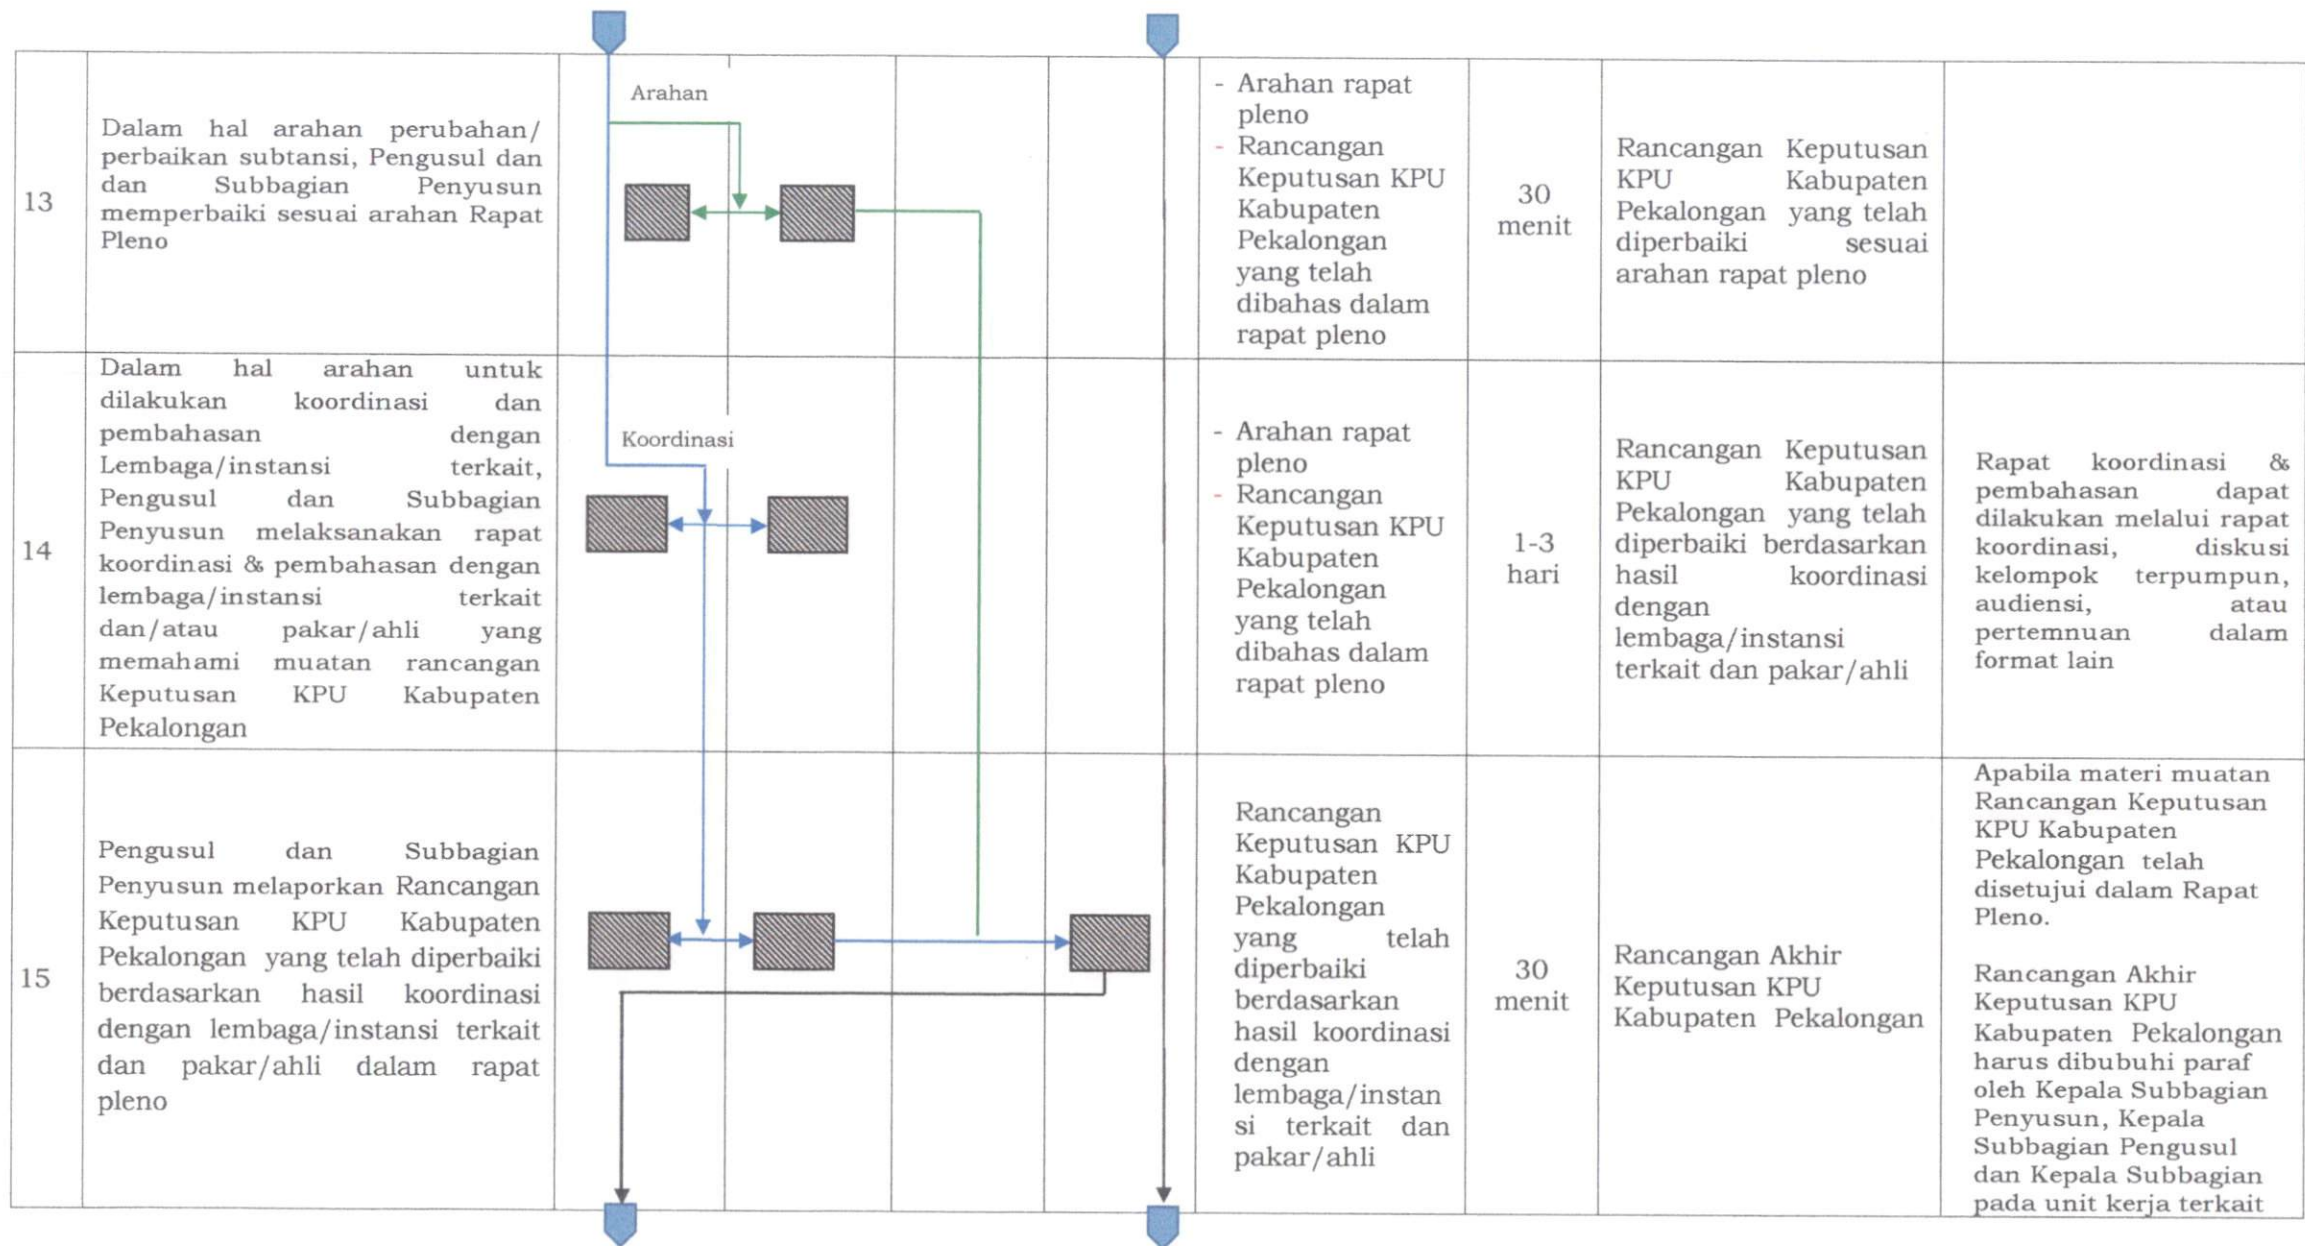 13
Dalam hal arahan perubahan/
perbaikan subtansi, Pengusul dan
dan Subbagian Penyusun
memperbaiki sesuai arahan Rapat
Pleno
Arahan
- Arahan rapat
pleno
- Rancangan
Keputusan KPU
Kabupaten
Pekalongan
yang telah
dibahas dalam
rapat pleno
30
menit
Rancangan Keputusan
KPU Kabupaten
Pekalongan yang telah
diperbaiki sesuai
arahan rapat pleno
14
Dalam hal arahan untuk
dilakukan koordinasi dan
pembahasan dengan
Lembaga/instansi terkait,
Pengusul dan Subbagian
Penyusun melaksanakan rapat
koordinasi & pembahasan dengan
lembaga/instansi terkait
dan/atau pakar/ahli yang
memahami muatan rancangan
Keputusan KPU Kabupaten
Pekalongan
Koordinasi
- Arahan rapat
pleno
- Rancangan
Keputusan KPU
Kabupaten
Pekalongan
yang telah
dibahas dalam
rapat pleno
1-3
hari
Rancangan Keputusan
KPU Kabupaten
Pekalongan yang telah
diperbaiki berdasarkan
hasil koordinasi
dengan
lembaga/instansi
terkait dan pakar/ahli
Rapat koordinasi &
pembahasan dapat
dilakukan melalui rapat
koordinasi, diskusi
kelompok terpumpun,
audiensi, atau
pertemnuan dalam
format lain
15
Pengusul dan Subbagian
Penyusun melaporkan Rancangan
Keputusan KPU Kabupaten
Pekalongan yang telah diperbaiki
berdasarkan hasil koordinasi
dengan lembaga/instansi terkait
dan pakar/ahli dalam rapat
pleno
Rancangan
Keputusan KPU
Kabupaten
Pekalongan
yang telah
diperbaiki
berdasarkan
hasil koordinasi
dengan
lembaga/instan
si terkait dan
pakar/ahli
30
menit
Rancangan Akhir
Keputusan KPU
Kabupaten Pekalongan
Apabila materi muatan
Rancangan Keputusan
KPU Kabupaten
Pekalongan telah
disetujui dalam Rapat
Pleno.
Rancangan Akhir
Keputusan KPU
Kabupaten Pekalongan
harus dibubuhi paraf
oleh Kepala Subbagian
Penyusun, Kepala
Subbagian Pengusul
dan Kepala Subbagian
pada unit kerja terkait